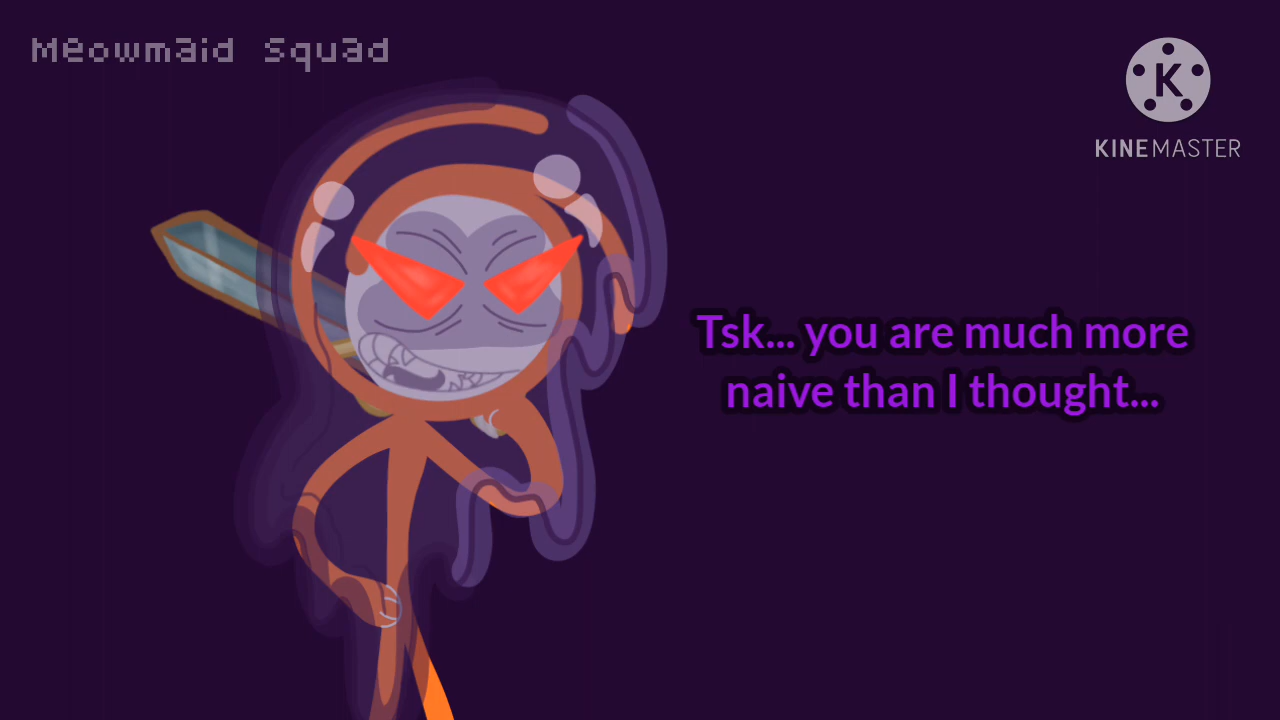 Meowmaid Squad
K
KINEMASTER
Tsk... you are much more
naive than I thought...